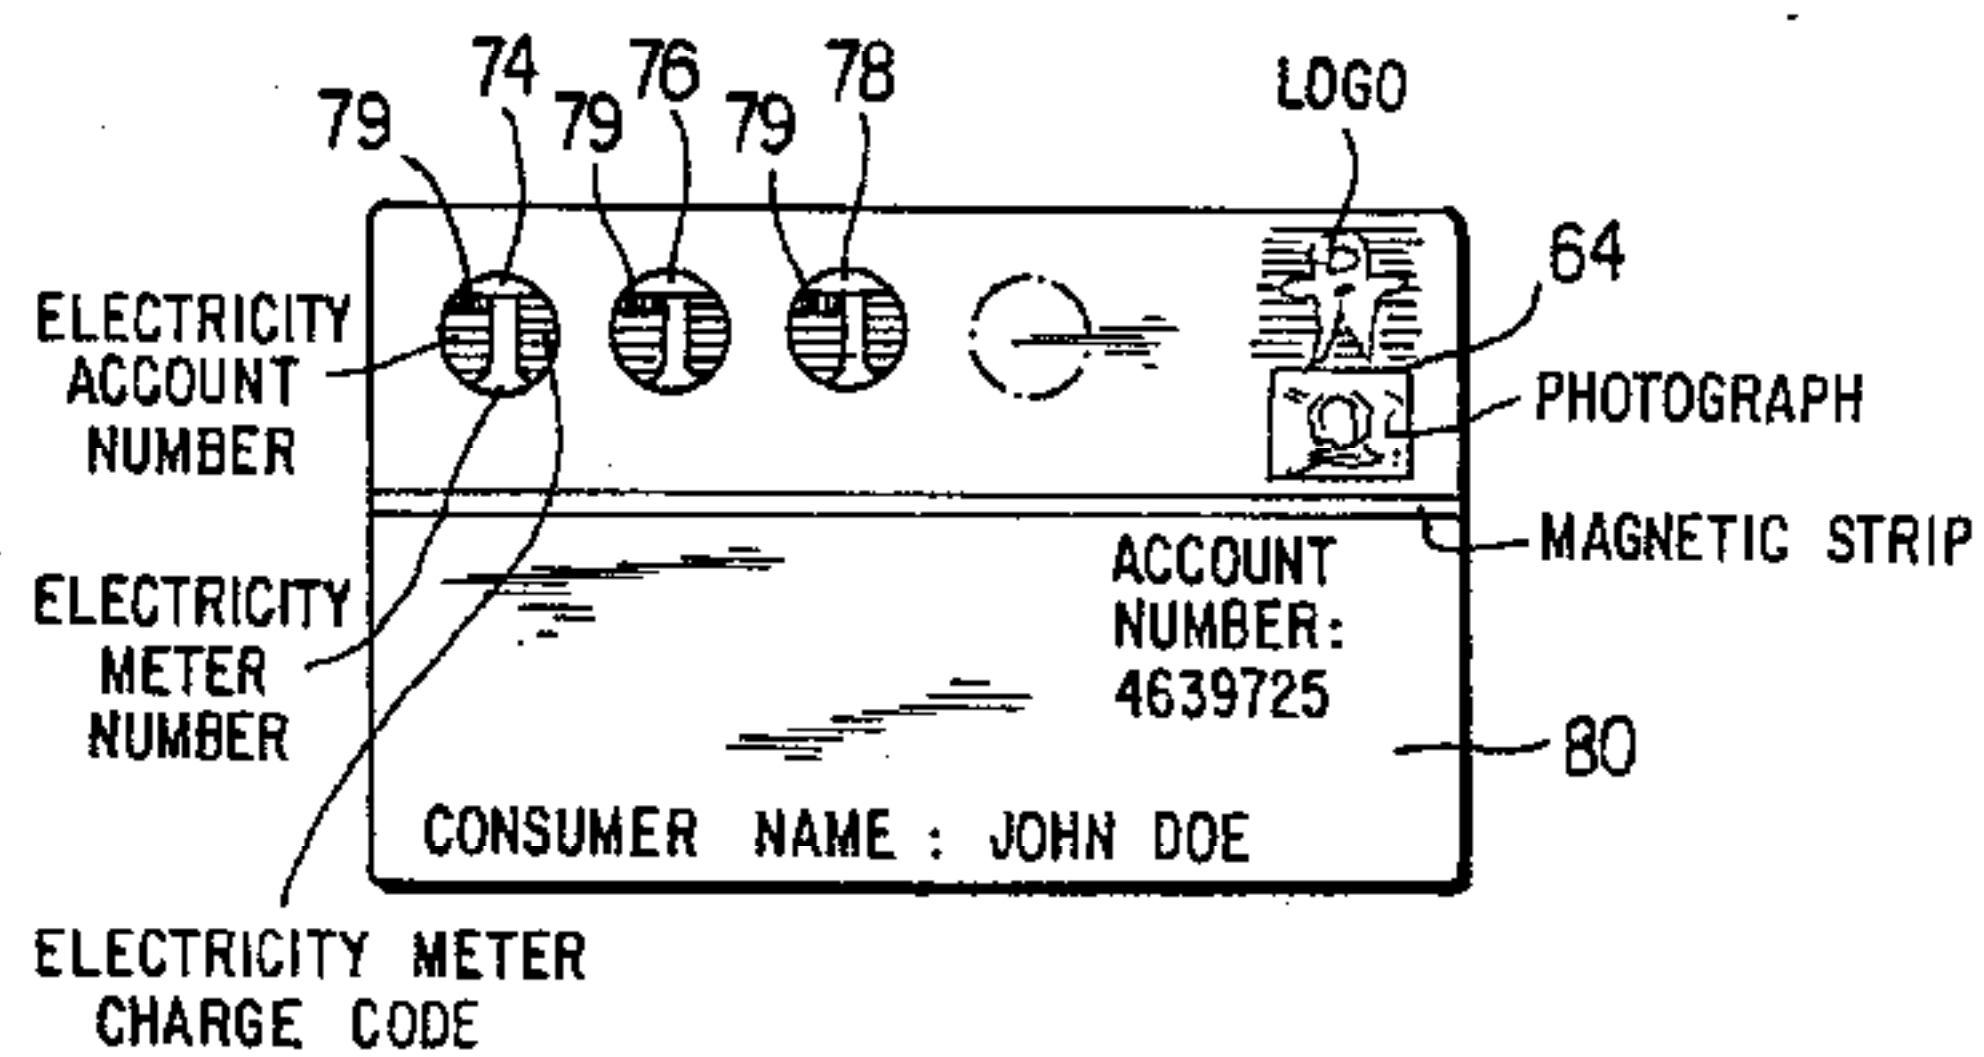 74
76
78
79
79
79
LOGO
64
ELECTRICITY
ACCOUNT
NUMBER
PHOTOGRAPH
MAGNETIC STRIP
ACCOUNT
NUMBER:
4639725
ELECTRICITY
METER
NUMBER
80
CONSUMER NAME : JOHN DOE
ELECTRICITY METER
CHARGE CODE